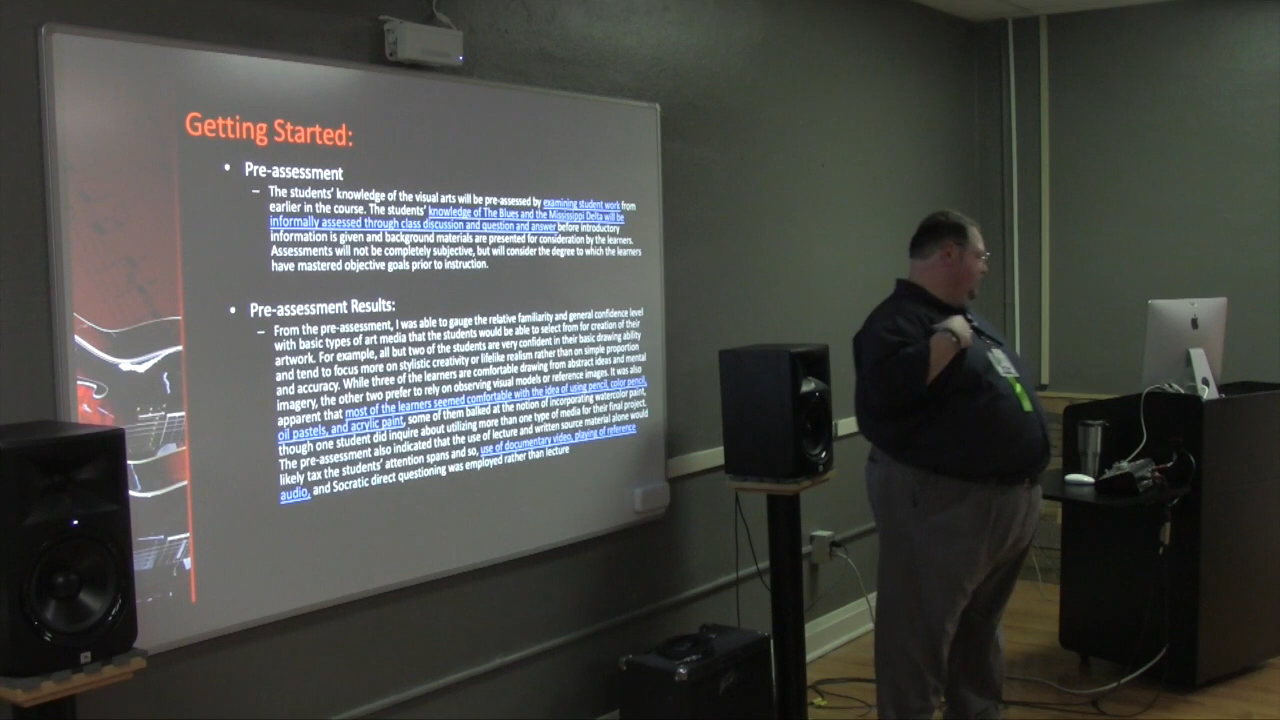 Getting Started:
• Pre-assessment
– The students' knowledge of the visual arts will be pre-assessed by examining student work from
earlier in the course. The students' knowledge of The Blues and the Mississippi Delta will be
informally assessed through class discussion and question and answer before introductory
information is given and background materials are presented for consideration by the learners.
Assessments will not be completely subjective, but will consider the degree to which the learners
have mastered objective goals prior to instruction.
• Pre-assessment Results:
– From the pre-assessment, I was able to gauge the relative familiarity and general confidence level
with basic types of art media that the students would be able to select from for creation of their
artwork. For example, all but two of the students are very confident in their basic drawing ability
and tend to focus more on stylistic creativity or lifelike realism rather than on simple proportion
and accuracy. While three of the learners are comfortable drawing from abstract ideas and mental
imagery, the other two prefer to rely on observing visual models or reference images. It was also
apparent that most of the learners seemed comfortable with the idea of using pencil, color pencil,
oil pastels, and acrylic paint, some of them balked at the notion of incorporating watercolor paint,
though one student did inquire about utilizing more than one type of media for their final project.
The pre-assessment also indicated that the use of lecture and written source material alone would
likely tax the students' attention spans and so, use of documentary video, playing of reference
audio, and Socratic direct questioning was employed rather than lecture